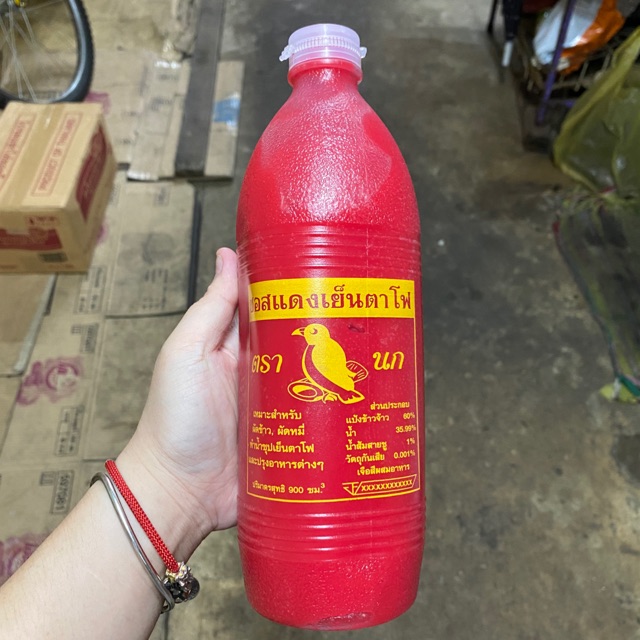 ซอสแดงเย็นตาโฟ
ตรา นก
เหมาะสำหรับ
ผัดข้าว, ผัดหมี่
ทำน้ำซุปเย็นตาโฟ
และปรุงอาหารต่างๆ
ปริมาตรสุทธิ 900 ซม.³
ส่วนประกอบ
แป้งข้าวจ้าว 60%
น้ำ 35.99%
น้ำส้มสายชู 1%
วัตถุกันเสีย 0.001%
เจือสีผสมอาหาร
xxxxxxxxxxxxx